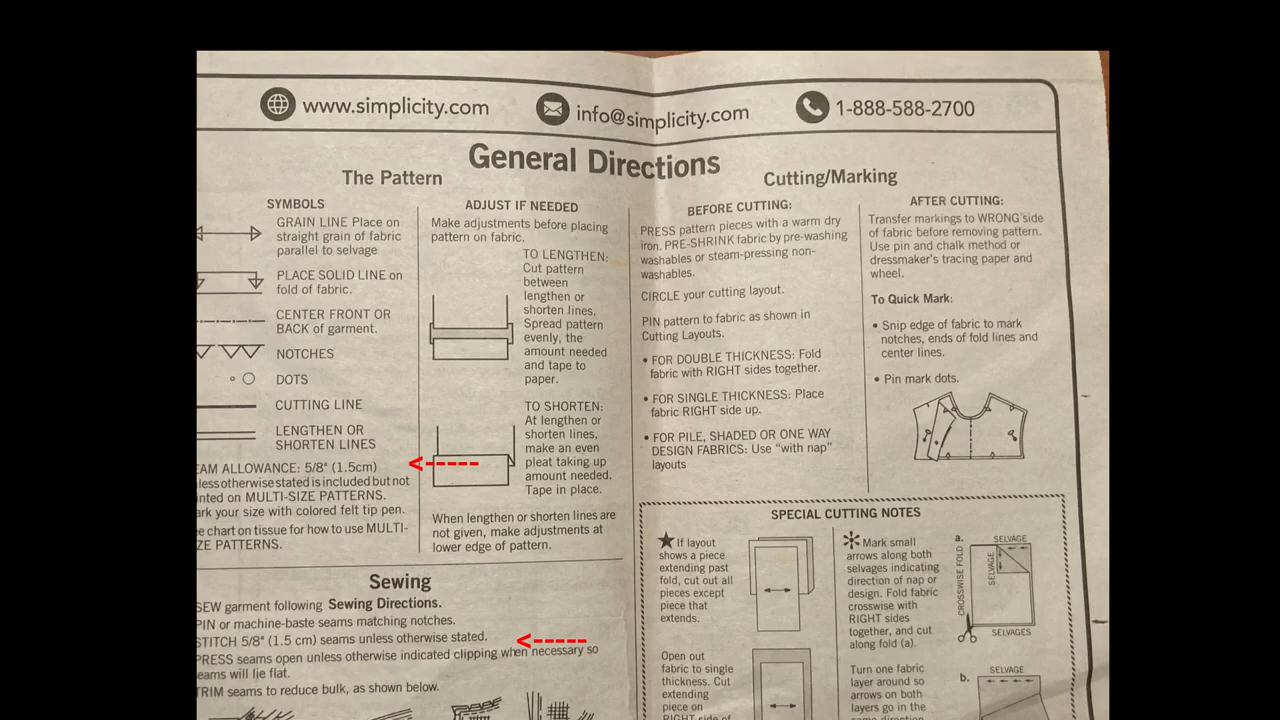 www.simplicity.com
info@simplicity.com
1-888-588-2700
General Directions
The Pattern
SYMBOLS
GRAIN LINE Place on
straight grain of fabric
parallel to selvage
PLACE SOLID LINE on
fold of fabric.
CENTER FRONT OR
BACK of garment.
NOTCHES
DOTS
CUTTING LINE
LENGTHEN OR
SHORTEN LINES
EAM ALLOWANCE: 5/8" (1.5cm)
less otherwise stated is included but not
inted on MULTI-SIZE PATTERNS.
ark your size with colored felt tip pen.
e chart on tissue for how to use MULTI-
ZE PATTERNS.
ADJUST IF NEEDED
Make adjustments before placing
pattern on fabric.
TO LENGTHEN:
Cut pattern
between
lengthen or
shorten lines.
Spread pattern
evenly, the
amount needed
and tape to
paper.
TO SHORTEN:
At lengthen or
shorten lines,
make an even
pleat taking up
amount needed.
Tape in place.
When lengthen or shorten lines are
not given, make adjustments at
lower edge of pattern.
Sewing
SEW garment following Sewing Directions.
PIN or machine-baste seams matching notches.
STITCH 5/8" (1.5 cm) seams unless otherwise stated.
PRESS seams open unless otherwise indicated clipping when necessary so
eams will lie flat.
TRIM seams to reduce bulk, as shown below.
Cutting/Marking
BEFORE CUTTING:
PRESS pattern pieces with a warm dry
iron. PRE-SHRINK fabric by pre-washing
washables or steam-pressing non-
washables.
CIRCLE your cutting layout.
PIN pattern to fabric as shown in
Cutting Layouts.
• FOR DOUBLE THICKNESS: Fold
fabric with RIGHT sides together.
• FOR SINGLE THICKNESS: Place
fabric RIGHT side up.
• FOR PILE, SHADED OR ONE WAY
DESIGN FABRICS: Use “with nap”
layouts
AFTER CUTTING:
Transfer markings to WRONG side
of fabric before removing pattern.
Use pin and chalk method or
dressmaker's tracing paper and
wheel.
To Quick Mark:
• Snip edge of fabric to mark
notches, ends of fold lines and
center lines.
• Pin mark dots.
SPECIAL CUTTING NOTES
If layout
shows a piece
extending past
fold, cut out all
pieces except
piece that
extends.
Open out
fabric to single
thickness. Cut
extending
piece on
RIGHT side of
Mark small
arrows along both
selvages indicating
direction of nap or
design. Fold fabric
crosswise with
RIGHT sides
together, and cut
along fold (a).
Turn one fabric
layer around so
arrows on both
layers go in the
same direction
a.
SELVAGE
SELVAGE
CROSSWISE FOLD
SELVAGES
b.
SELVAGE